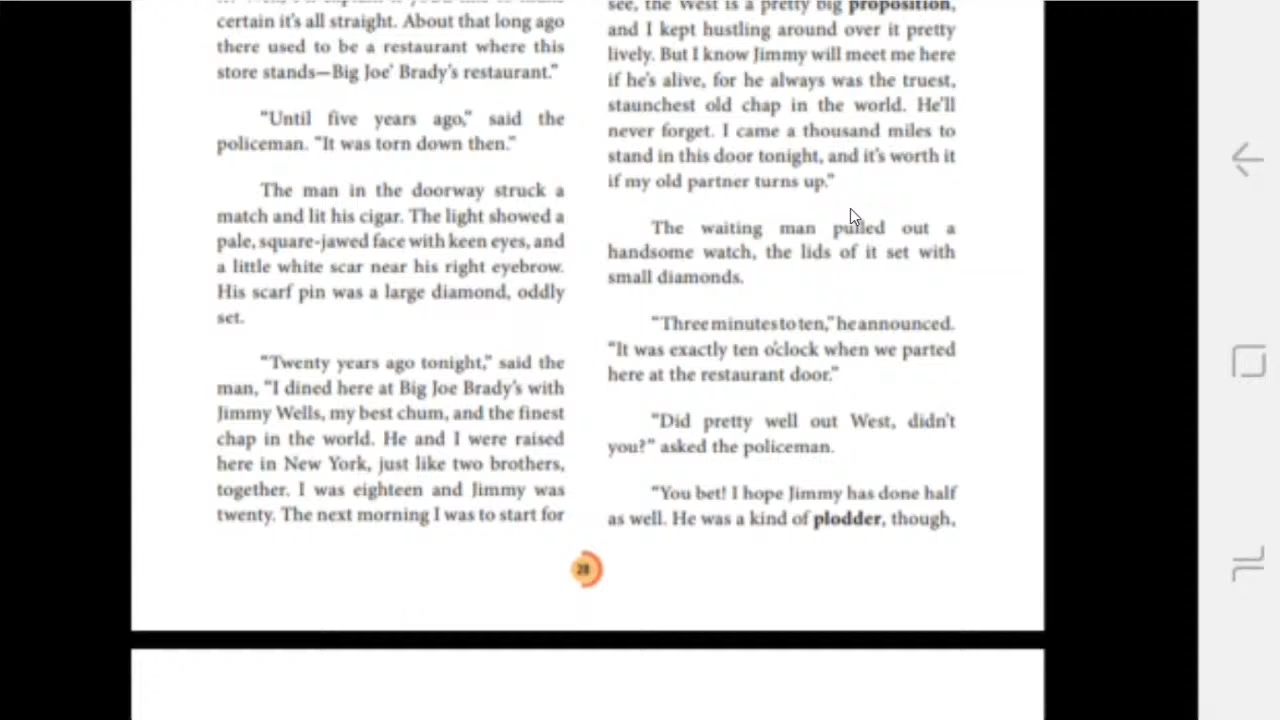 certain it's all straight. About that long ago
there used to be a restaurant where this
store stands—Big Joe' Brady's restaurant."
"Until five years ago," said the
policeman. "It was torn down then."
The man in the doorway struck a
match and lit his cigar. The light showed a
pale, square-jawed face with keen eyes, and
a little white scar near his right eyebrow.
His scarf pin was a large diamond, oddly
set.
"Twenty years ago tonight," said the
man, "I dined here at Big Joe Brady's with
Jimmy Wells, my best chum, and the finest
chap in the world. He and I were raised
here in New York, just like two brothers,
together. I was eighteen and Jimmy was
twenty. The next morning I was to start for
see, the West is a pretty big proposition,
and I kept hustling around over it pretty
lively. But I know Jimmy will meet me here
if he's alive, for he always was the truest,
staunchest old chap in the world. He'll
never forget. I came a thousand miles to
stand in this door tonight, and it's worth it
if my old partner turns up."
The waiting man pulled out a
handsome watch, the lids of it set with
small diamonds.
"Three minutes to ten," he announced.
"It was exactly ten o'clock when we parted
here at the restaurant door."
"Did pretty well out West, didn't
you?" asked the policeman.
"You bet! I hope Jimmy has done half
as well. He was a kind of plodder, though,
28